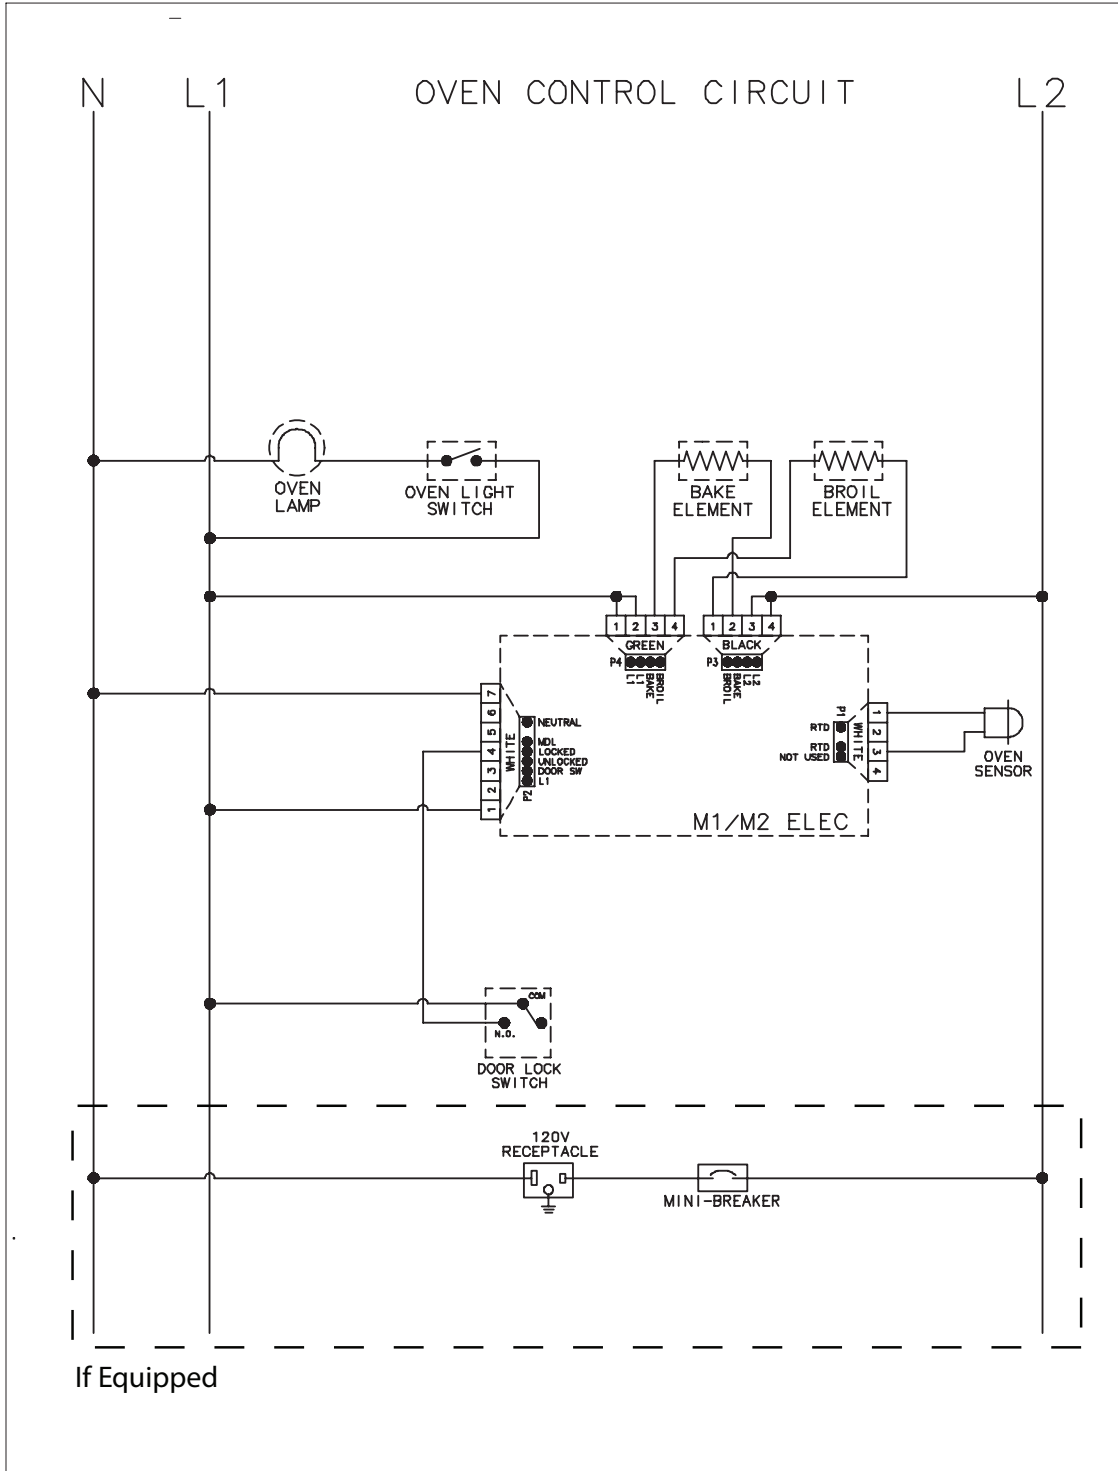 N
L1
OVEN CONTROL CIRCUIT
L2
OVEN
LAMP
OVEN LIGHT
SWITCH
BAKE
ELEMENT
BROIL
ELEMENT
1 2 3 4
GREEN
P4
L1
L1
BAKE
BROIL
1 2 3 4
BLACK
P3
BROIL
BAKE
L2
L2
7
6
5
4
3
2
1
WHITE
P2
NEUTRAL
MDL
LOCKED
UNLOCKED
DOOR SW
L1
P1
RTD
RTD
NOT USED
WHITE
1
2
3
4
OVEN
SENSOR
M1/M2 ELEC
COM
N.O.
DOOR LOCK
SWITCH
120V
RECEPTACLE
MINI-BREAKER
If Equipped